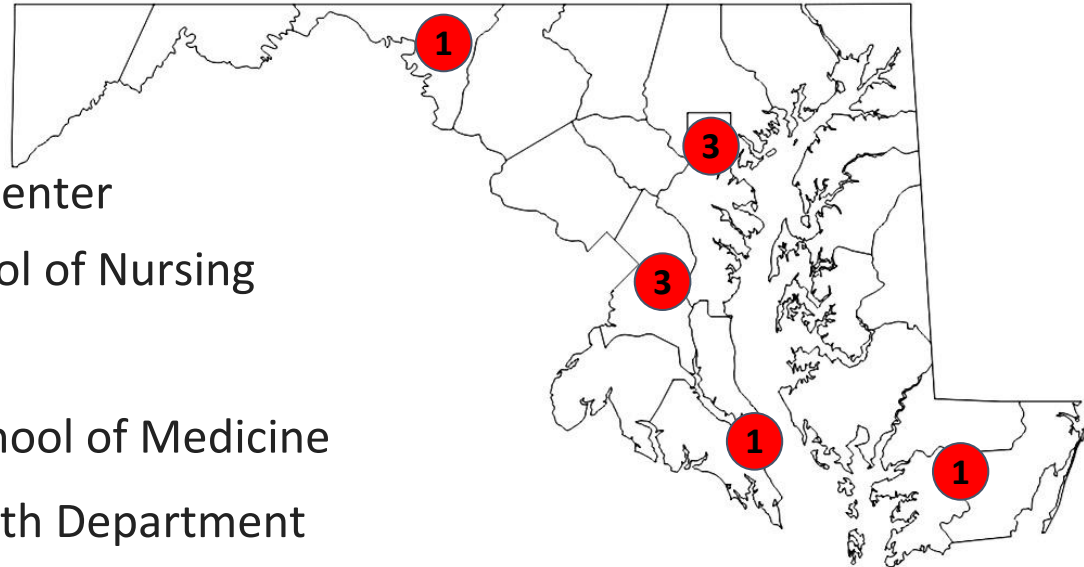 1
3
enter
ol of Nursing
3
hool of Medicine
1
1
th Department